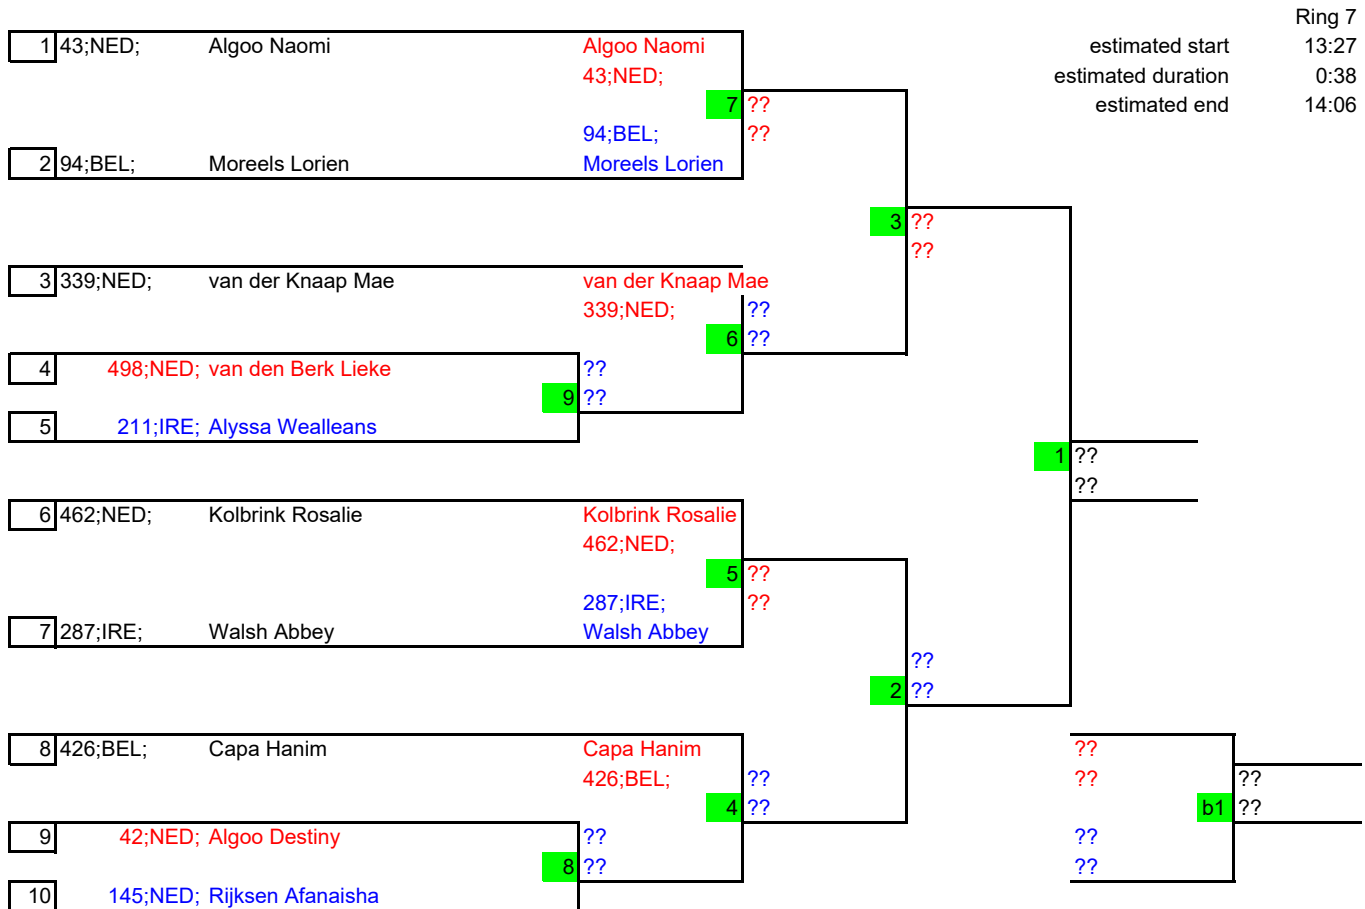 Ring 7
1 43;NED; Algoo Naomi Algoo Naomi estimated start 13:27
43;NED; estimated duration 0:38
7 ?? estimated end 14:06
94;BEL; ??
2 94;BEL; Moreels Lorien Moreels Lorien
3 ??
??
3 339;NED; van der Knaap Mae van der Knaap Mae
339;NED; ??
6 ??
4 498;NED; van den Berk Lieke ??
9 ??
5 211;IRE; Alyssa Wealleans
1 ??
??
6 462;NED; Kolbrink Rosalie Kolbrink Rosalie
462;NED;
5 ??
287;IRE; ??
7 287;IRE; Walsh Abbey Walsh Abbey
??
2 ??
8 426;BEL; Capa Hanim Capa Hanim ??
426;BEL; ?? ?? ??
4 ?? b1 ??
9 42;NED; Algoo Destiny ?? ??
8 ?? ??
10 145;NED; Rijksen Afanaisha